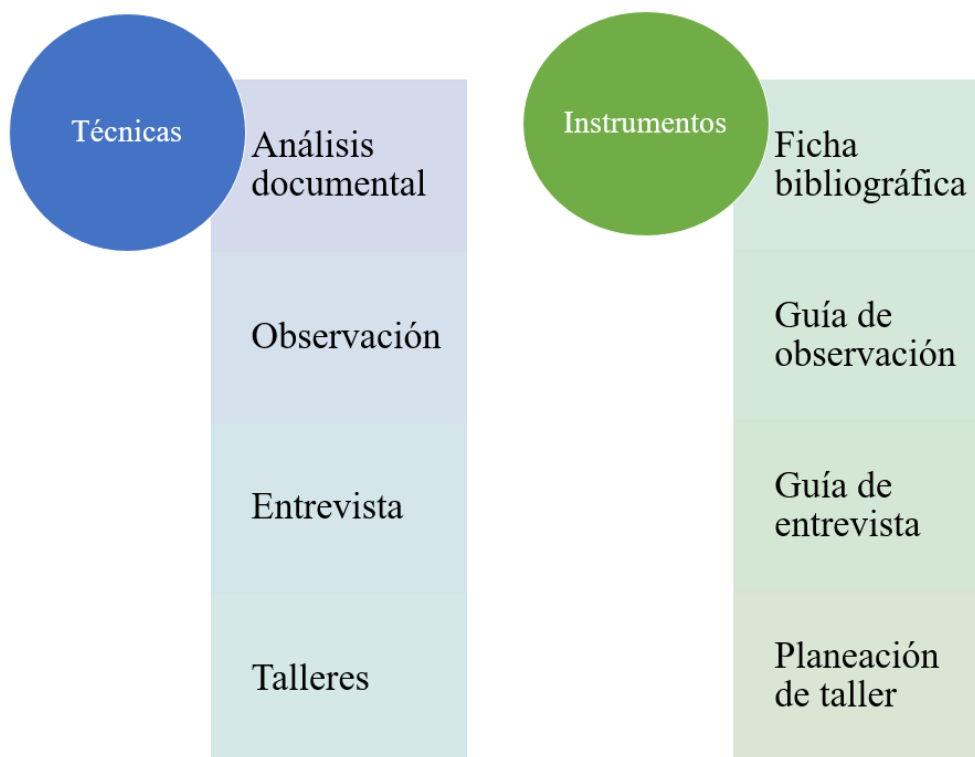 Técnicas
Análisis
documental
Observación
Entrevista
Talleres
Instrumentos
Ficha
bibliográfica
Guía de
observación
Guía de
entrevista
Planeación
de taller